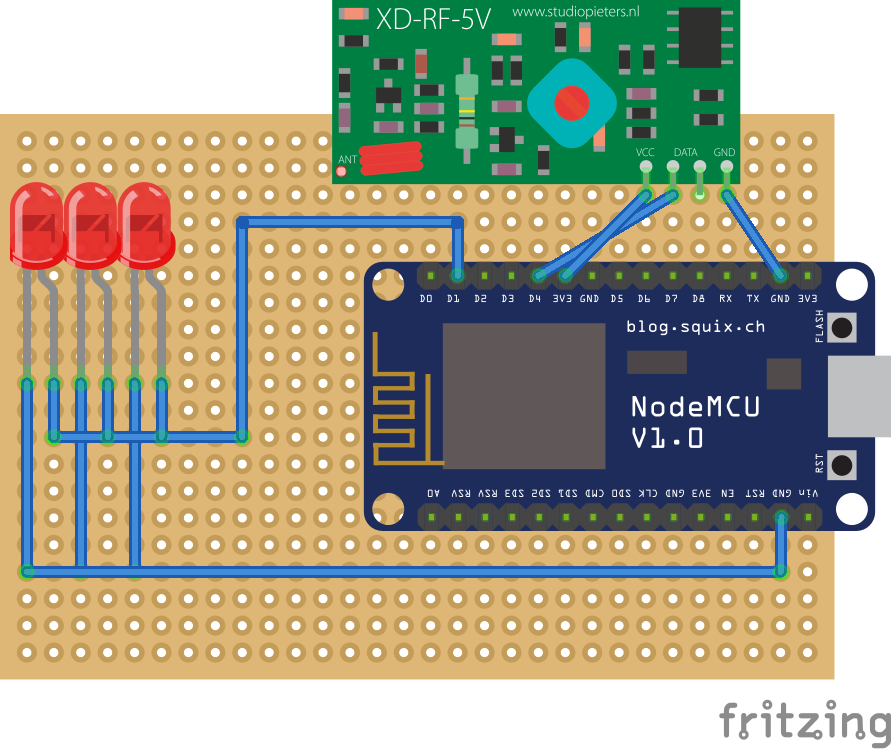 XD-RF-5V
www.studiopieters.nl
ANT
VCC DATA GND
D0 D1 D2 D3 D4 3V3 GND D5 D6 D7 D8 RX TX GND 3V3
FLASH
blog.squix.ch
NodeMCU
V1.0
RST
A0 RSV RSV SD3 SD2 SD1 CMD SD0 CLK GND 3V3 EN RST GND Vin
fritzing